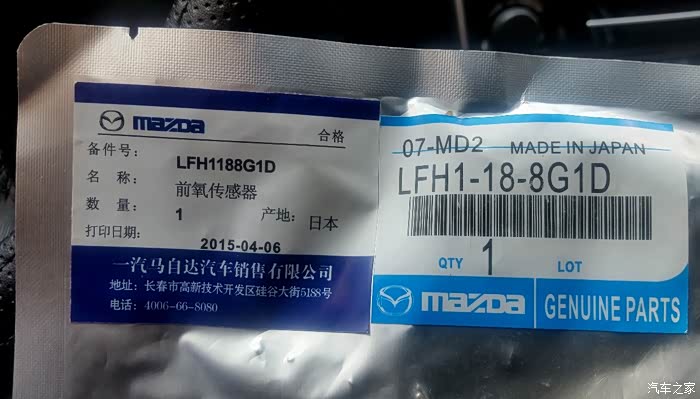 mazda
合格
备件号: LFH1188G1D
名 称: 前氧传感器
数 量: 1 产地: 日本
打印日期: 2015-04-06
一汽马自达汽车销售有限公司
地址: 长春市高新技术开发区硅谷大街5188号
电话: 4006-66-8080
07-MD2 MADE IN JAPAN
LFH1-18-8G1D
QTY 1 LOT
mazda GENUINE PARTS
汽车之家